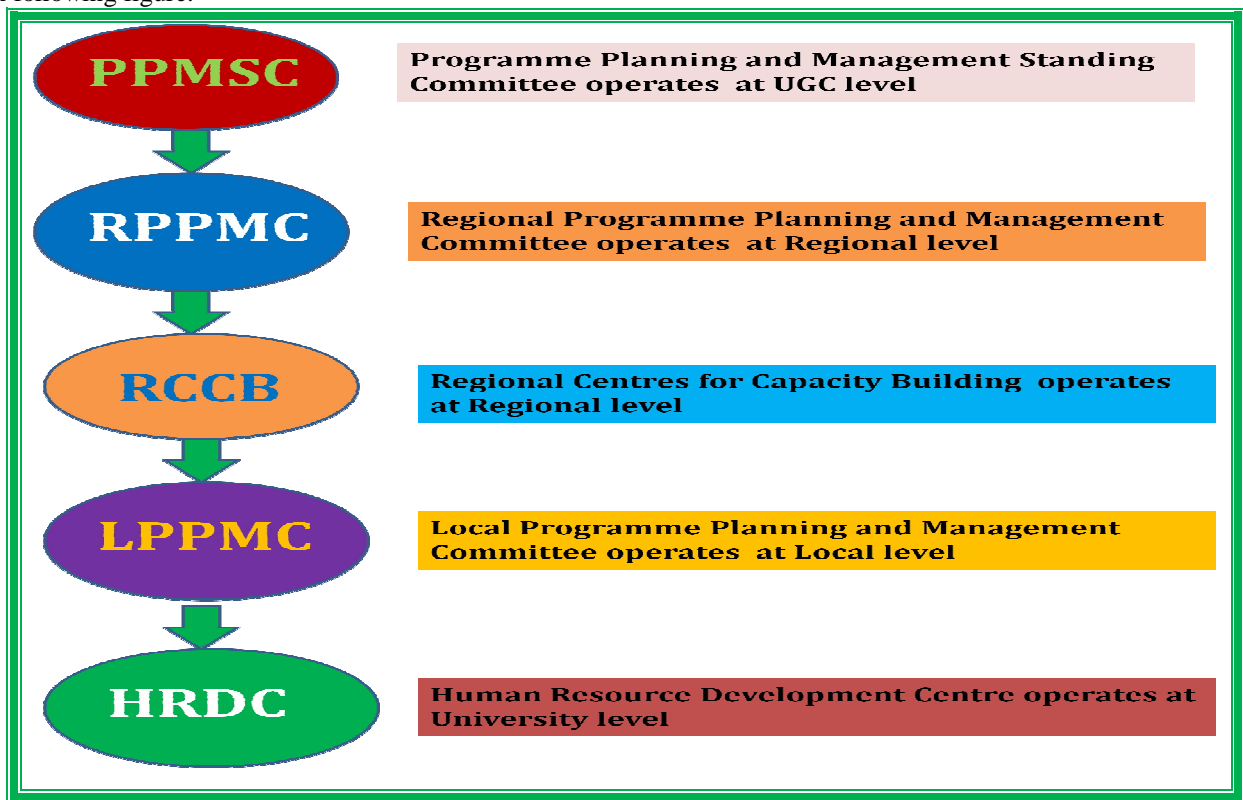 n following figure.
PPMSC
Programme Planning and Management Standing
Committee operates at UGC level
RPPMC
Regional Programme Planning and Management
Committee operates at Regional level
RCCB
Regional Centres for Capacity Building operates
at Regional level
LPPMC
Local Programme Planning and Management
Committee operates at Local level
HRDC
Human Resource Development Centre operates at
University level